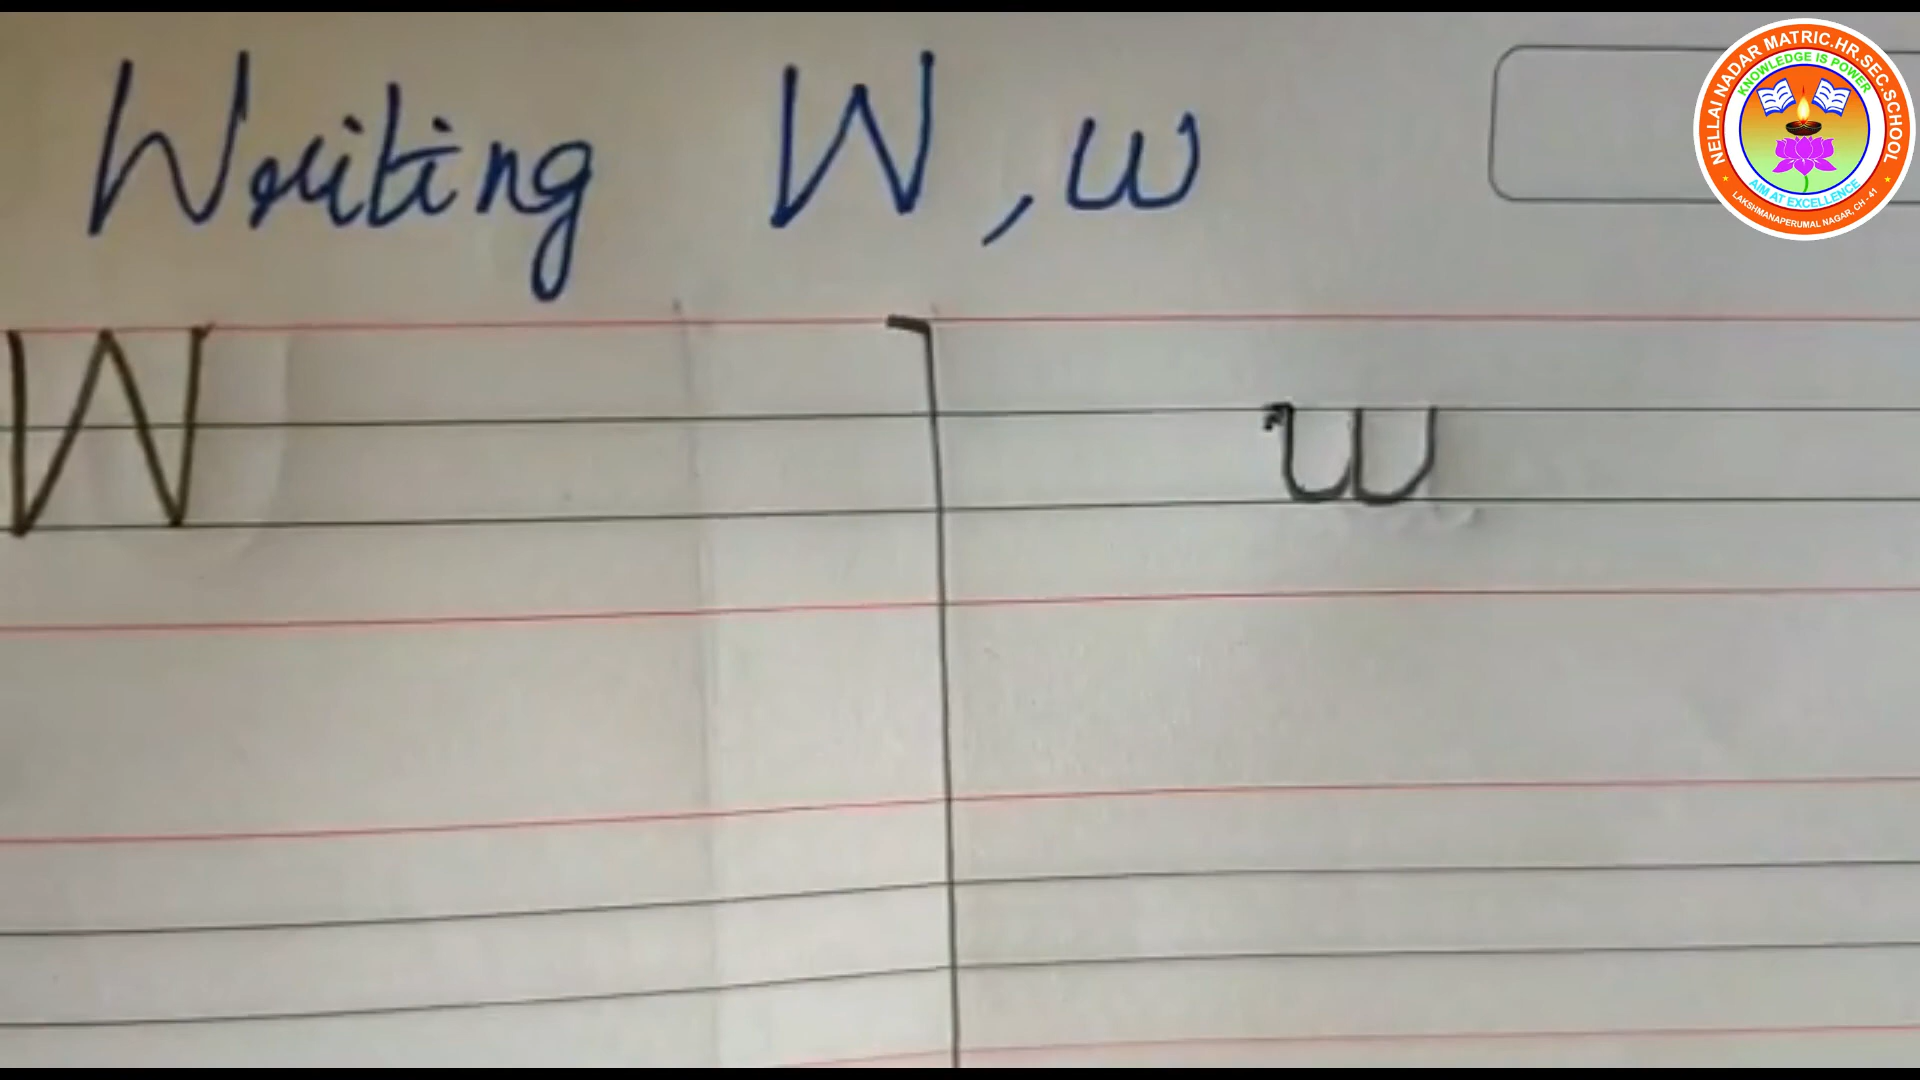 Writing W, w
W w
NELLAI NADAR MATRIC.HR.SEC.SCHOOL
KNOWLEDGE IS POWER
AIM AT EXCELLENCE
LAKSHMANAPERUMAL NAGAR, CH - 41